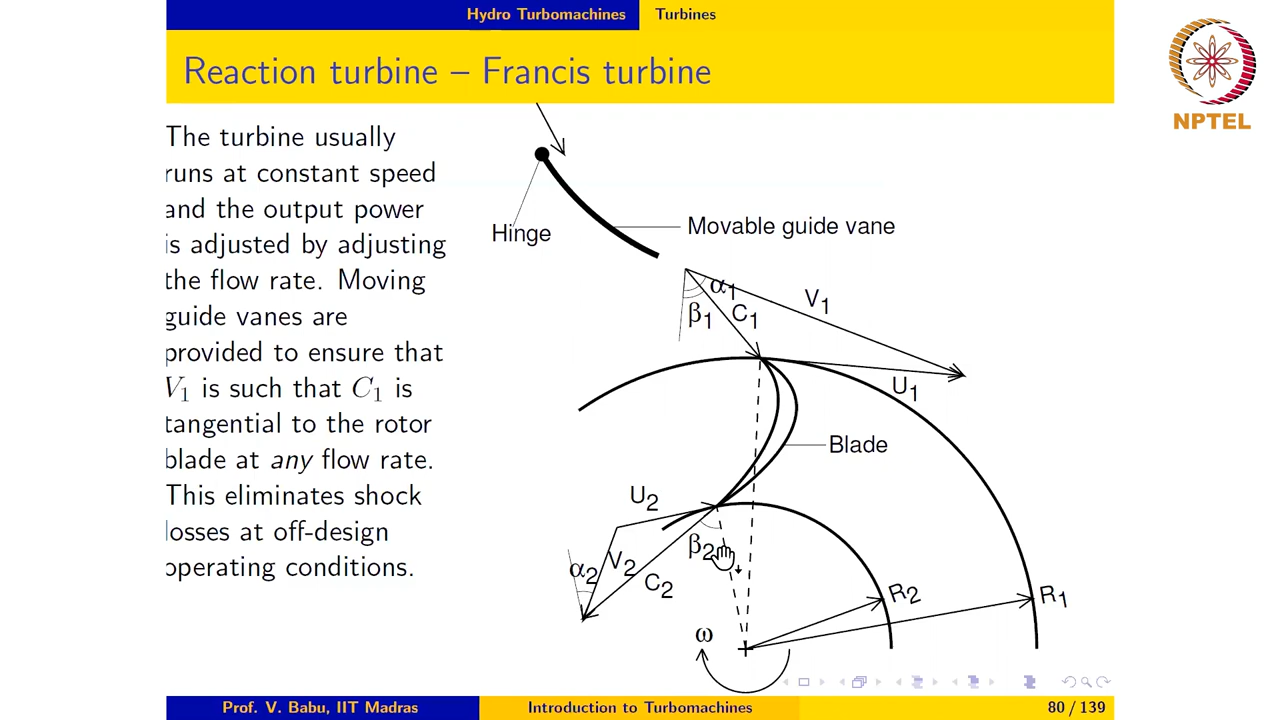 Hydro Turbomachines Turbines
Reaction turbine – Francis turbine
NPTEL
The turbine usually
runs at constant speed
and the output power
is adjusted by adjusting
the flow rate. Moving
guide vanes are
provided to ensure that
V₁ is such that C₁ is
tangential to the rotor
blade at any flow rate.
This eliminates shock
losses at off-design
operating conditions.
Hinge
Movable guide vane
α₁
V₁
β₁
C₁
U₁
Blade
U₂
β₂
V₂
α₂
C₂
R₂
R₁
ω
Prof. V. Babu, IIT Madras Introduction to Turbomachines 80 / 139